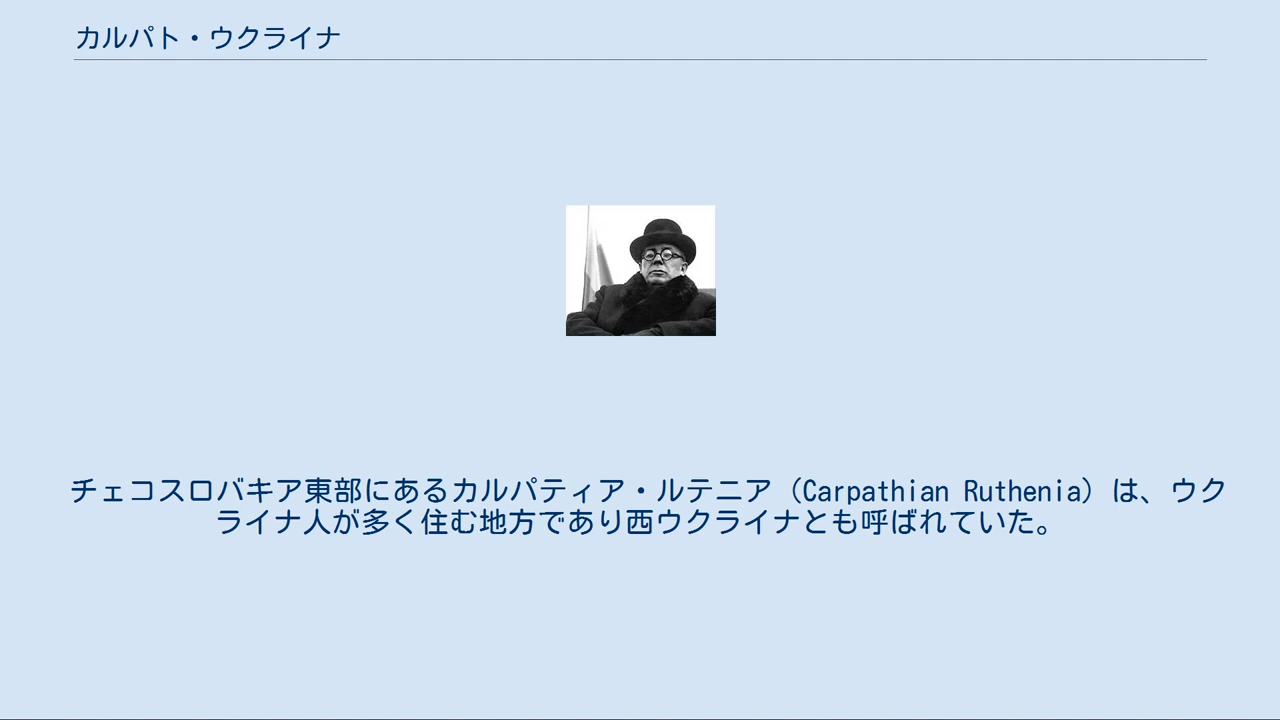 カルパト・ウクライナ
チェコスロバキア東部にあるカルパティア・ルテニア（Carpathian Ruthenia）は、ウク
ライナ人が多く住む地方であり西ウクライナとも呼ばれていた。